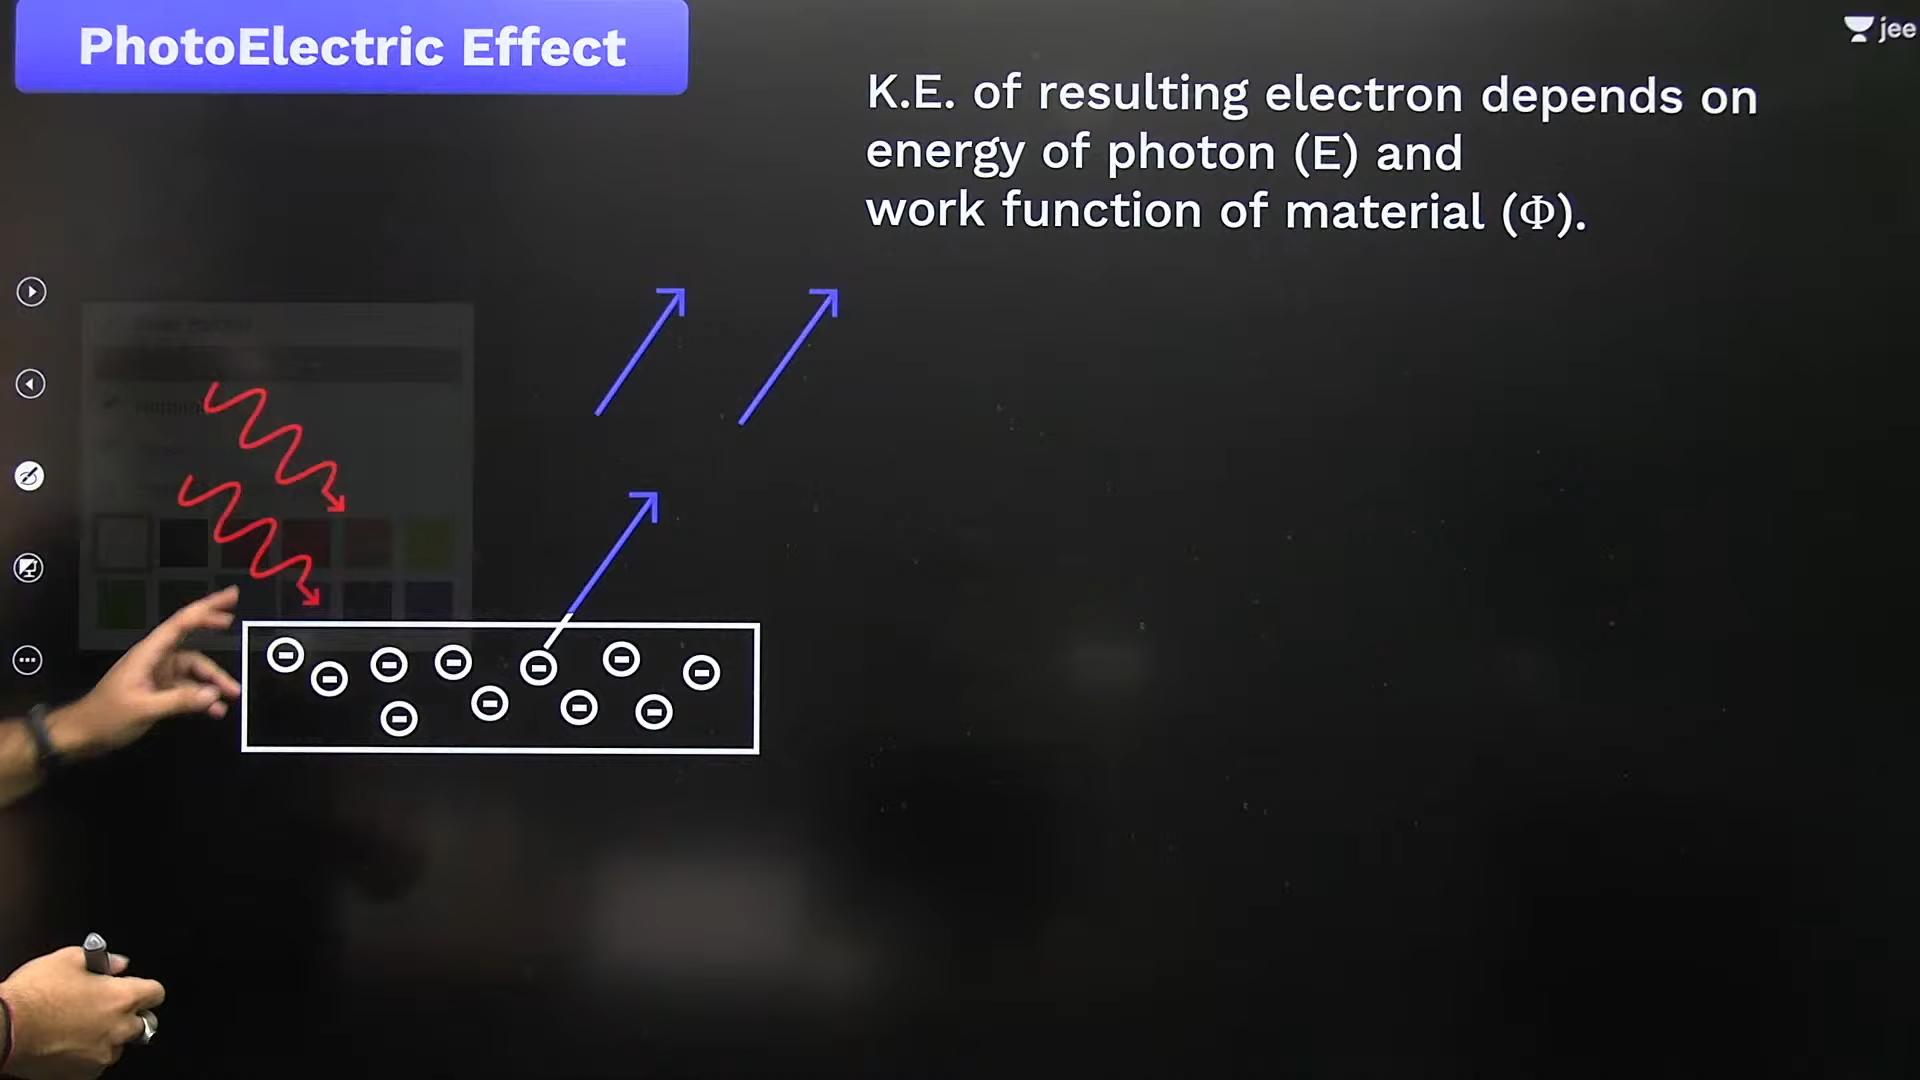 PhotoElectric Effect
jee
K.E. of resulting electron depends on
energy of photon (E) and
work function of material (Φ).